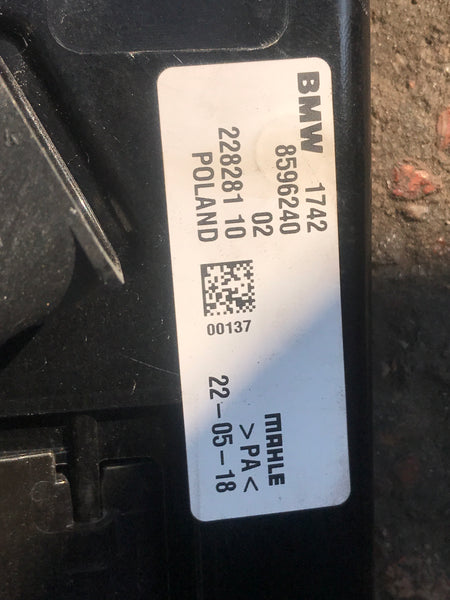 BMW 1742
8596240
02
228281 10
POLAND
00137
MAHLE
>PA<
22-05-18